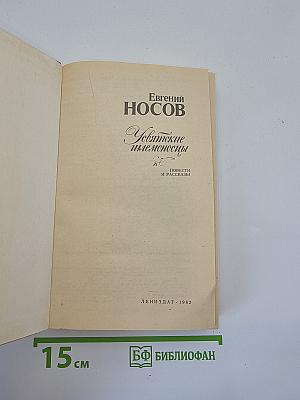 Евгений
НОСОВ
Усвятские
шлемоносцы
ПОВЕСТИ
И РАССКАЗЫ
ЛЕНИЗДАТ · 1982
15 см
БФ БИБЛИОФАН